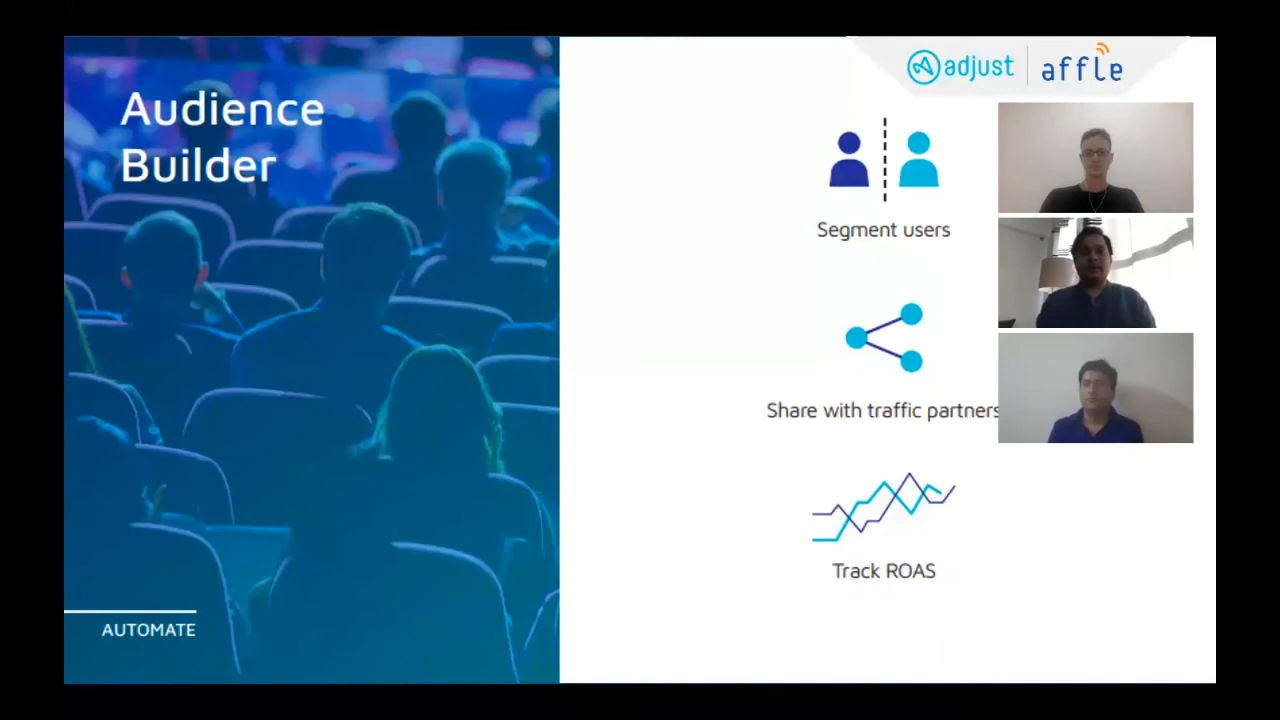 Audience
Builder
adjust
affle
Segment users
Share with traffic partners
Track ROAS
AUTOMATE